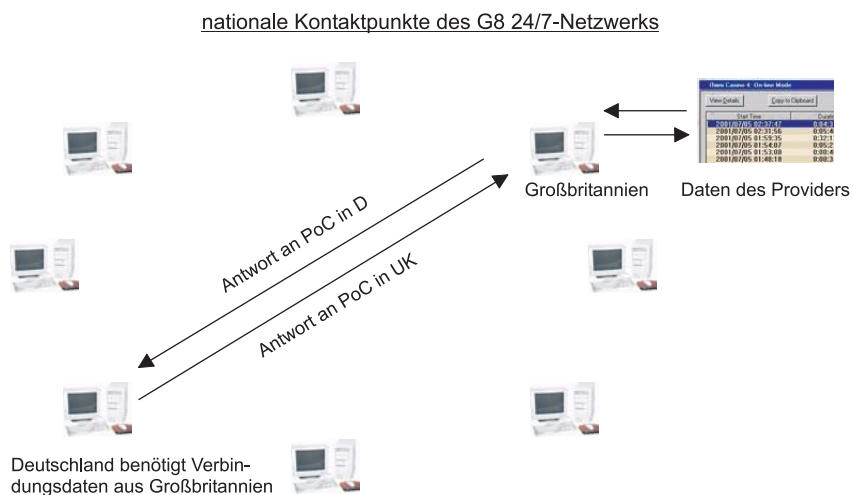 nationale Kontaktpunkte des G8 24/7-Netzwerks
View Details
Copy to Clipboard
Start Time
2001/07/05 02:37:47
2001/07/05 02:31:56
2001/07/05 01:59:35
2001/07/05 01:54:07
2001/07/05 01:53:08
2001/07/05 01:48:18
Großbritannien
Daten des Providers
Antwort an PoC in D
Antwort an PoC in UK
Deutschland benötigt Verbin-
dungsdaten aus Großbritannien